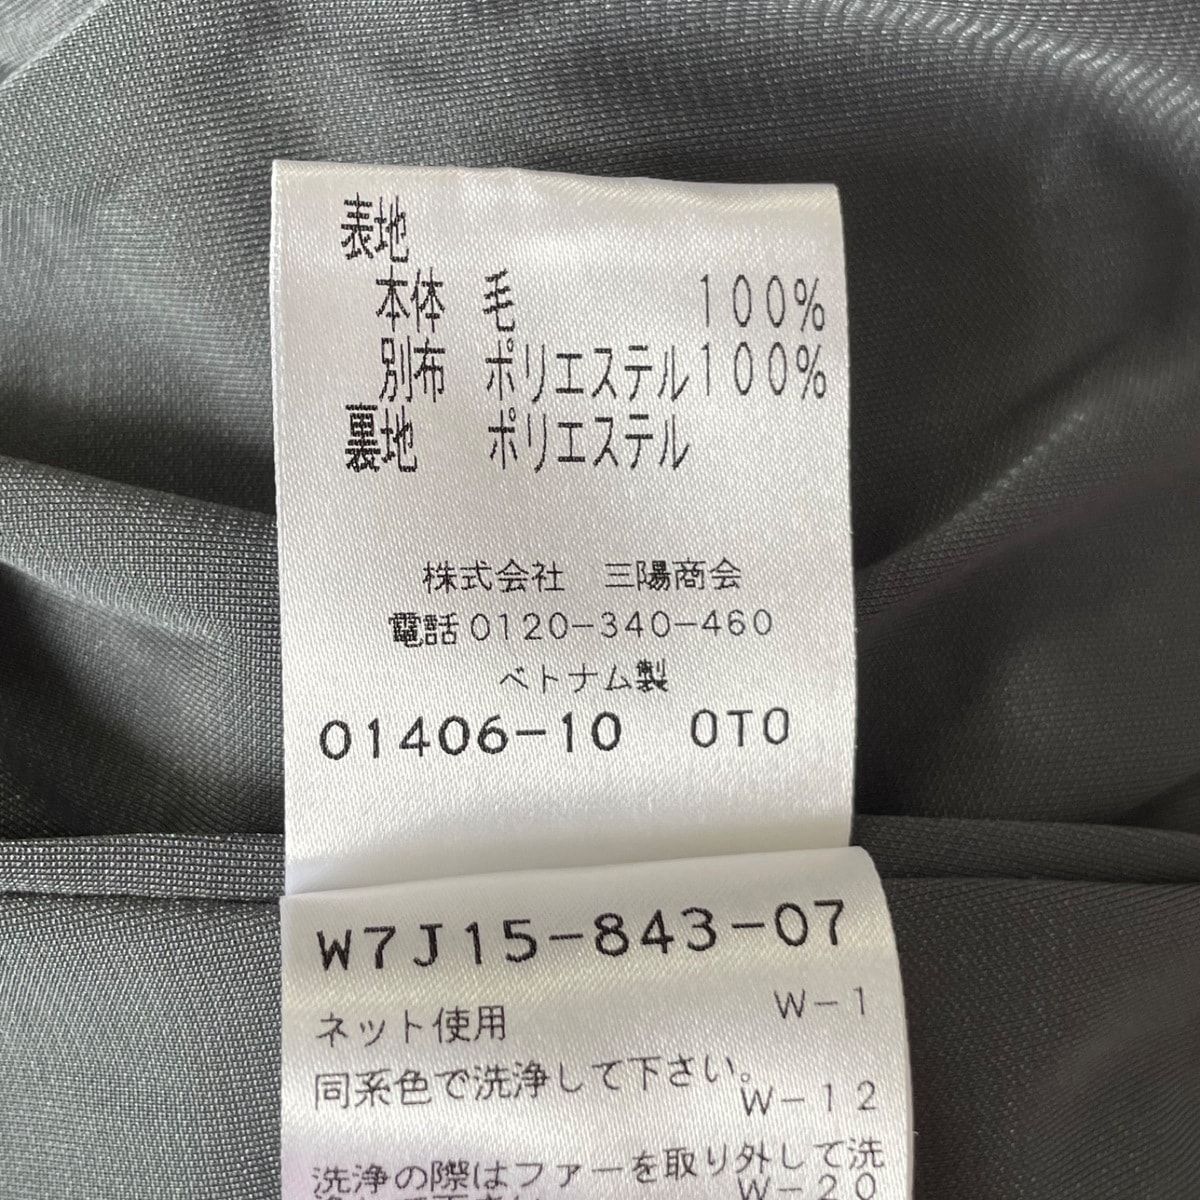 表地
本体 毛 100%
別布 ポリエステル100%
裏地 ポリエステル
株式会社 三陽商会
電話0120-340-460
ベトナム製
01406-10 OTO
W7J15-843-07
ネット使用 W-1
同系色で洗浄して下さい。
W-12
洗浄の際はファーを取り外して洗
W-20